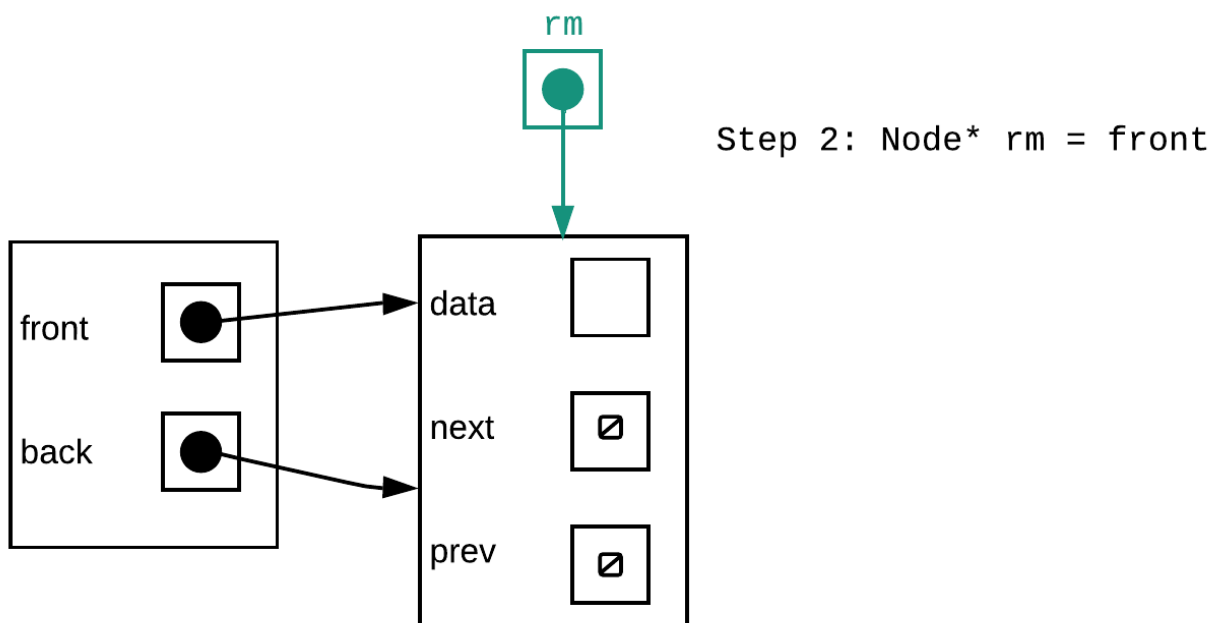 rm
Step 2: Node* rm = front
front
back
data
next
prev